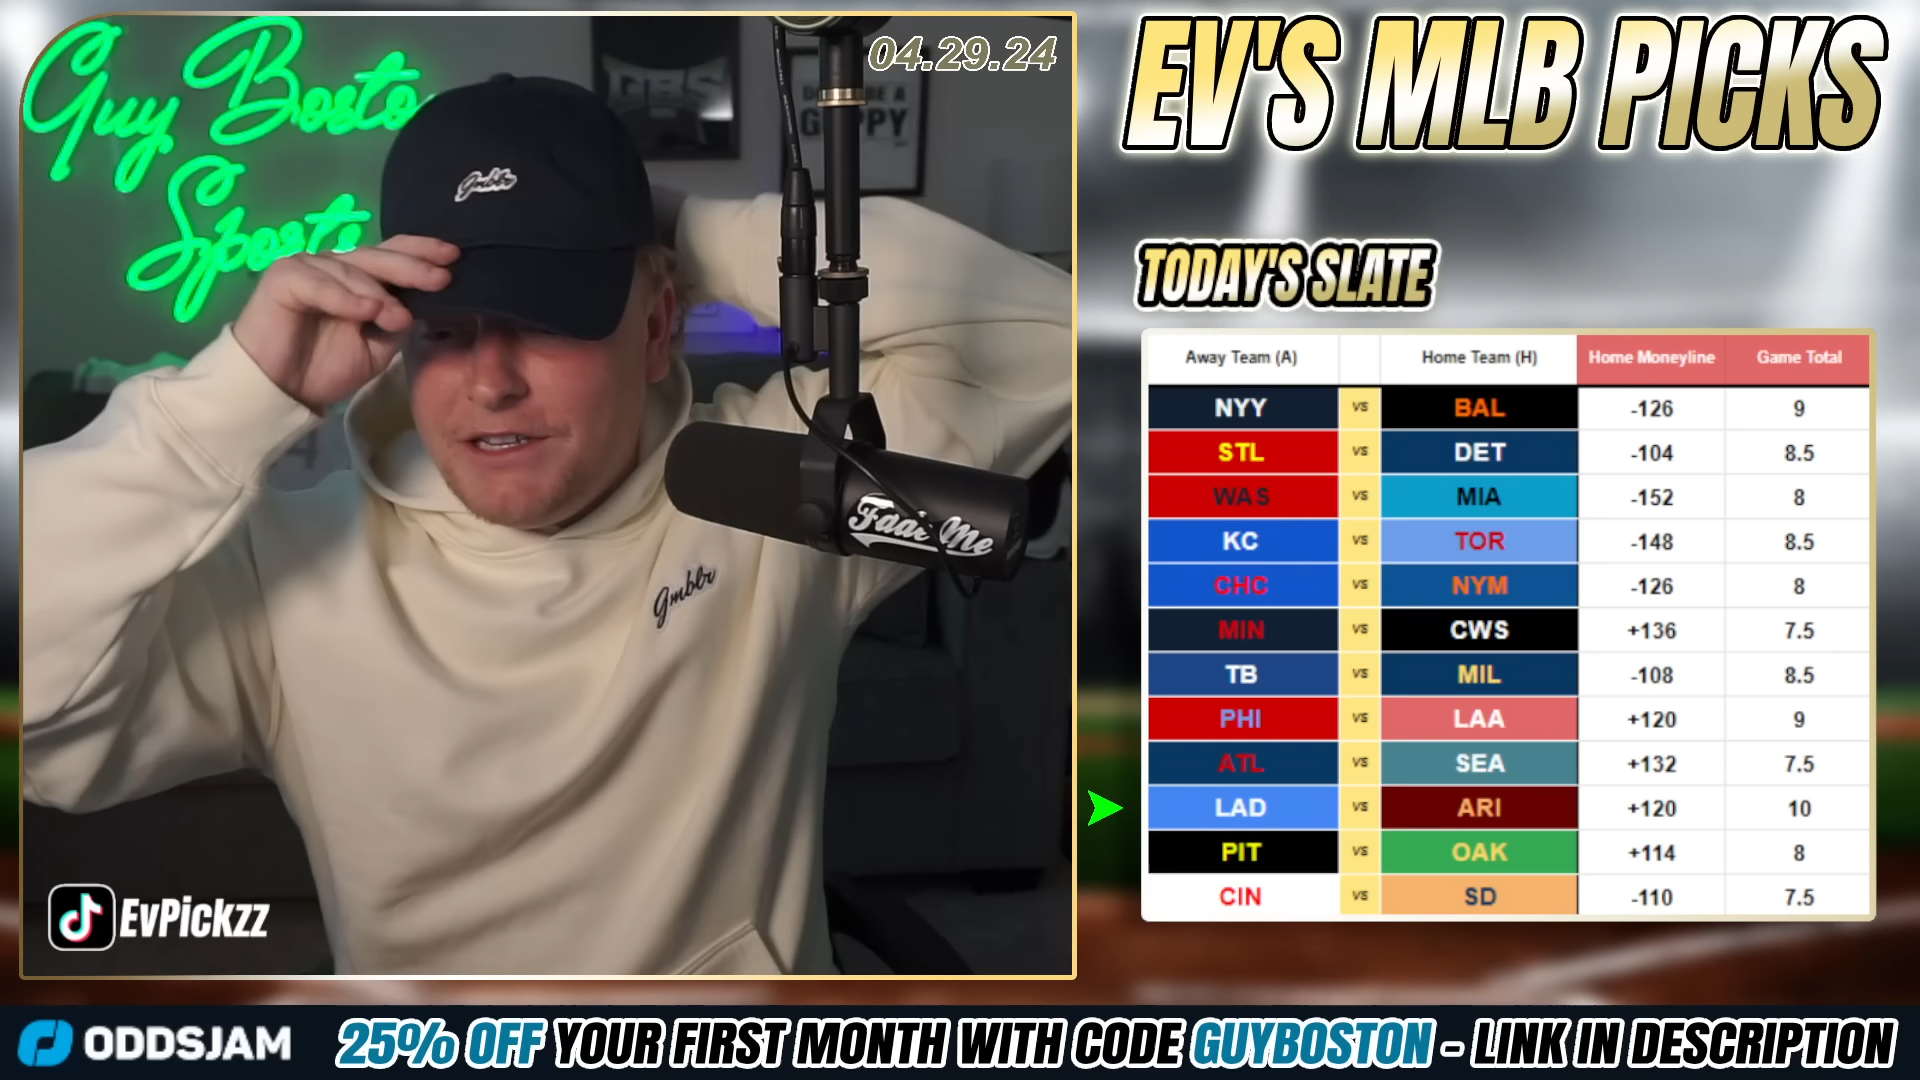 Guy Bosto
Sports
04.29.24
GBS
Gmblr
Gmblr
EvPickzz
EV'S MLB PICKS
TODAY'S SLATE
Away Team (A) Home Team (H) Home Moneyline Game Total
NYY vs BAL -126 9
STL vs DET -104 8.5
WAS vs MIA -152 8
KC vs TOR -148 8.5
CHC vs NYM -126 8
MIN vs CWS +136 7.5
TB vs MIL -108 8.5
PHI vs LAA +120 9
ATL vs SEA +132 7.5
LAD vs ARI +120 10
PIT vs OAK +114 8
CIN vs SD -110 7.5
ODDSJAM
25% OFF YOUR FIRST MONTH WITH CODE GUYBOSTON - LINK IN DESCRIPTION